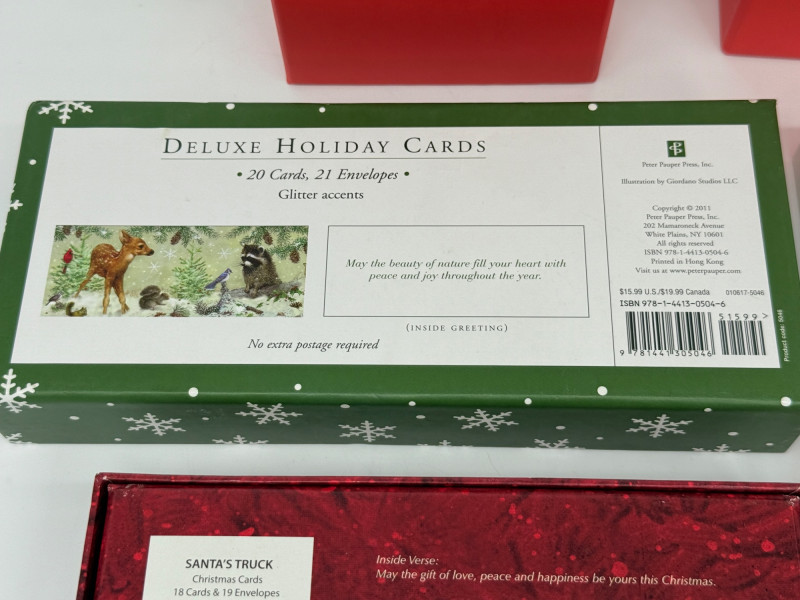 DELUXE HOLIDAY CARDS
• 20 Cards, 21 Envelopes •
Glitter accents
May the beauty of nature fill your heart with
peace and joy throughout the year.
(INSIDE GREETING)
No extra postage required
Peter Pauper Press, Inc.
Illustration by Giordano Studios LLC
Copyright © 2011
Peter Pauper Press, Inc.
202 Mamaroneck Avenue
White Plains, NY 10601
All rights reserved
ISBN 978-1-4413-0504-6
Printed in Hong Kong
Visit us at www.peterpauper.com
$15.99 U.S./$19.99 Canada 010617-5046
ISBN 978-1-4413-0504-6
51599>
9 781441 305046
Product code: 5046
SANTA'S TRUCK
Christmas Cards
18 Cards & 19 Envelopes
Inside Verse:
May the gift of love, peace and happiness be yours this Christmas.